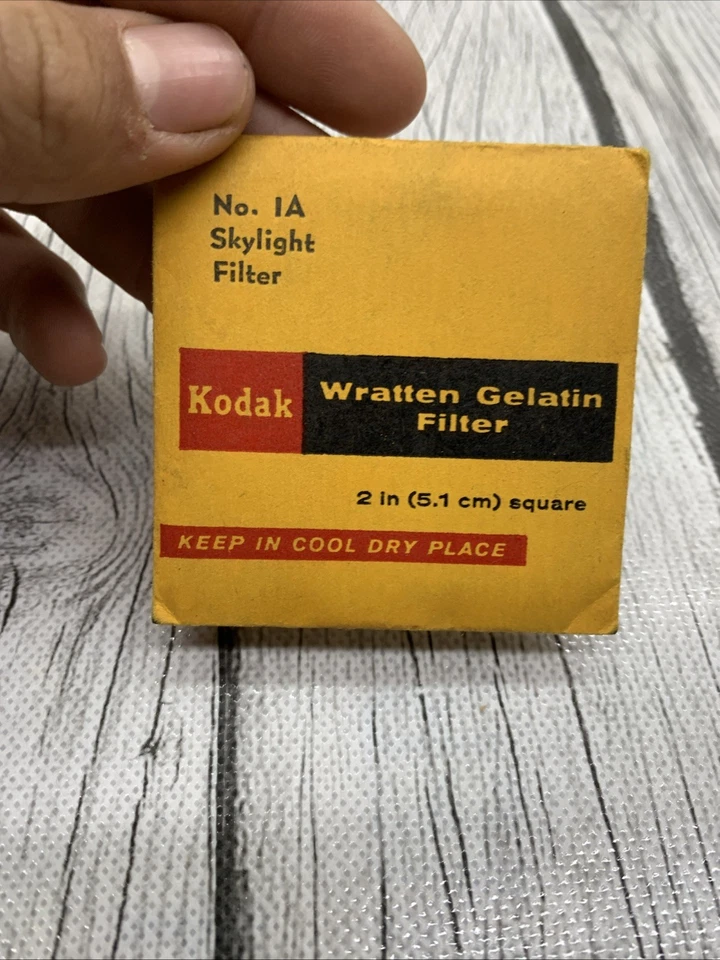 No. 1A
Skylight
Filter
Kodak
Wratten Gelatin
Filter
2 in (5.1 cm) square
KEEP IN COOL DRY PLACE